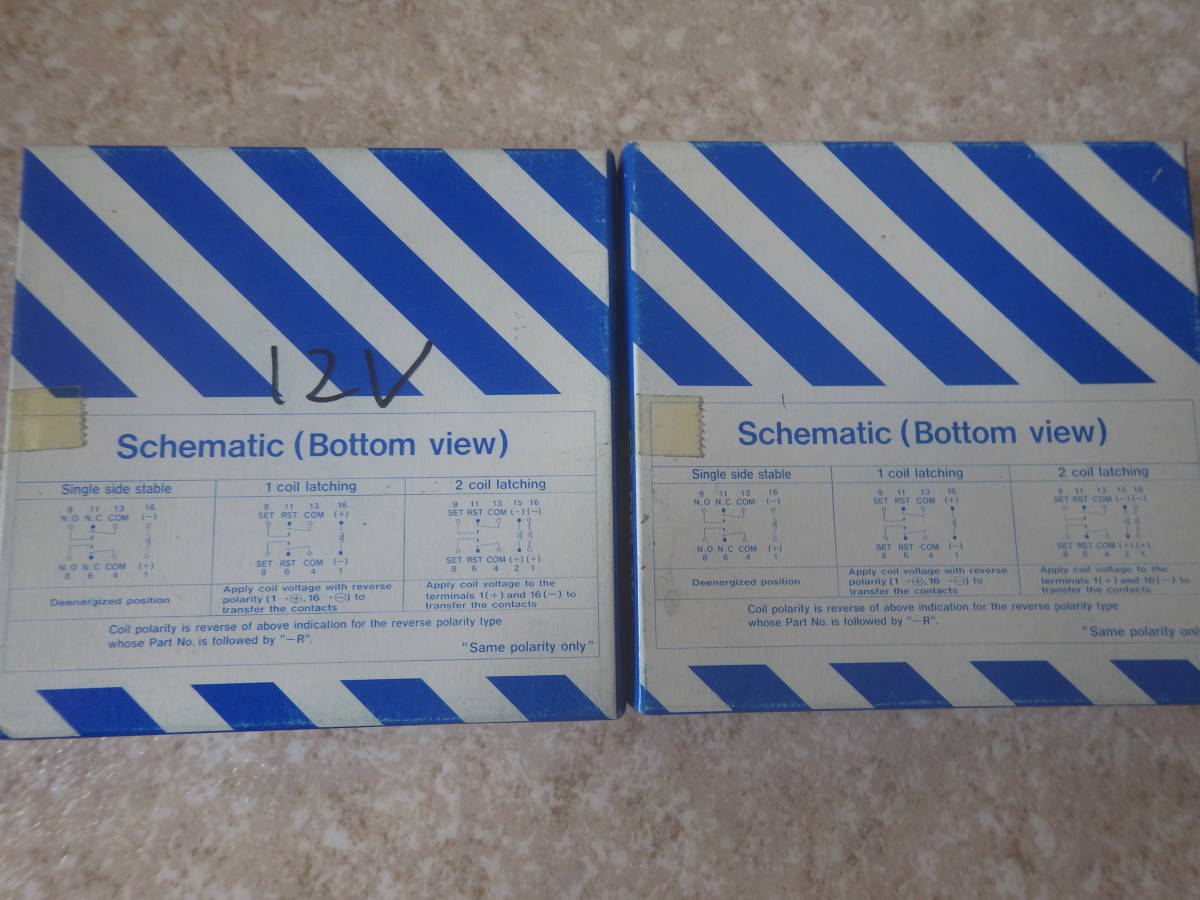 12V
Schematic (Bottom view)
Single side stable 1 coil latching 2 coil latching
9 11 13 16 9 11 13 16 9 11 13 15 16
N.O N.C COM (−) SET RST COM (+) SET RST COM (−)(−)
N.O N.C COM (+) SET RST COM (−) SET RST COM (+)(+)
8 6 4 1 8 6 4 1 8 6 4 2 1
Deenergized position
Apply coil voltage with reverse
polarity (1→⊕, 16→⊖) to
transfer the contacts
Apply coil voltage to the
terminals 1(+) and 16(−) to
transfer the contacts
Coil polarity is reverse of above indication for the reverse polarity type
whose Part No. is followed by "−R".
"Same polarity only"
Schematic (Bottom view)
Single side stable 1 coil latching 2 coil latching
9 11 13 16 9 11 13 16 9 11 13 15 16
N.O N.C COM (−) SET RST COM (+) SET RST COM (−)(−)
N.O N.C COM (+) SET RST COM (−) SET RST COM (+)(+)
8 6 4 1 8 6 4 1 8 6 4 2 1
Deenergized position
Apply coil voltage with reverse
polarity (1→⊕, 16→⊖) to
transfer the contacts
Apply coil voltage to the
terminals 1(+) and 16(−) to
transfer the contacts
Coil polarity is reverse of above indication for the reverse polarity type
whose Part No. is followed by "−R".
"Same polarity only